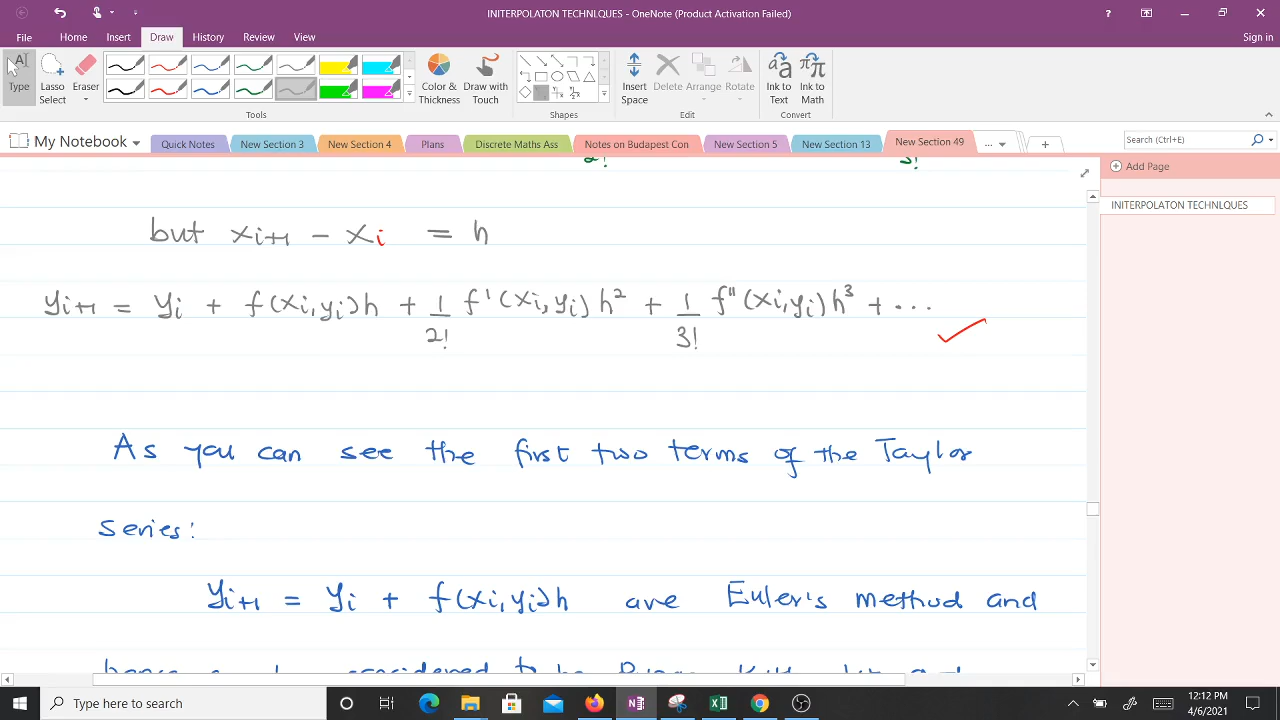 INITERPOLATON TECHNLQUES - OneNote (Product Activation Failed)
File Home Insert Draw History Review View
Sign in
Type
Lasso Select
Eraser
Color & Thickness
Draw with Touch
Insert Space
Delete
Arrange
Rotate
Ink to Text
Ink to Math
Tools Shapes Edit Convert
My Notebook
Quick Notes
New Section 3
New Section 4
Plans
Discrete Maths Ass
Notes on Budapest Con
New Section 5
New Section 13
New Section 49
...
Search (Ctrl+E)
Add Page
INITERPOLATON TECHNLQUES
2! 3!
but xi+1 - xi = h
yi+1 = yi + f(xi,yi)h + 1/2! f'(xi,yi)h² + 1/3! f"(xi,yi)h³ + ...
As you can see the first two terms of the Taylor
series:
yi+1 = yi + f(xi,yi)h are Euler's method and
Type here to search
12:12 PM
4/6/2021